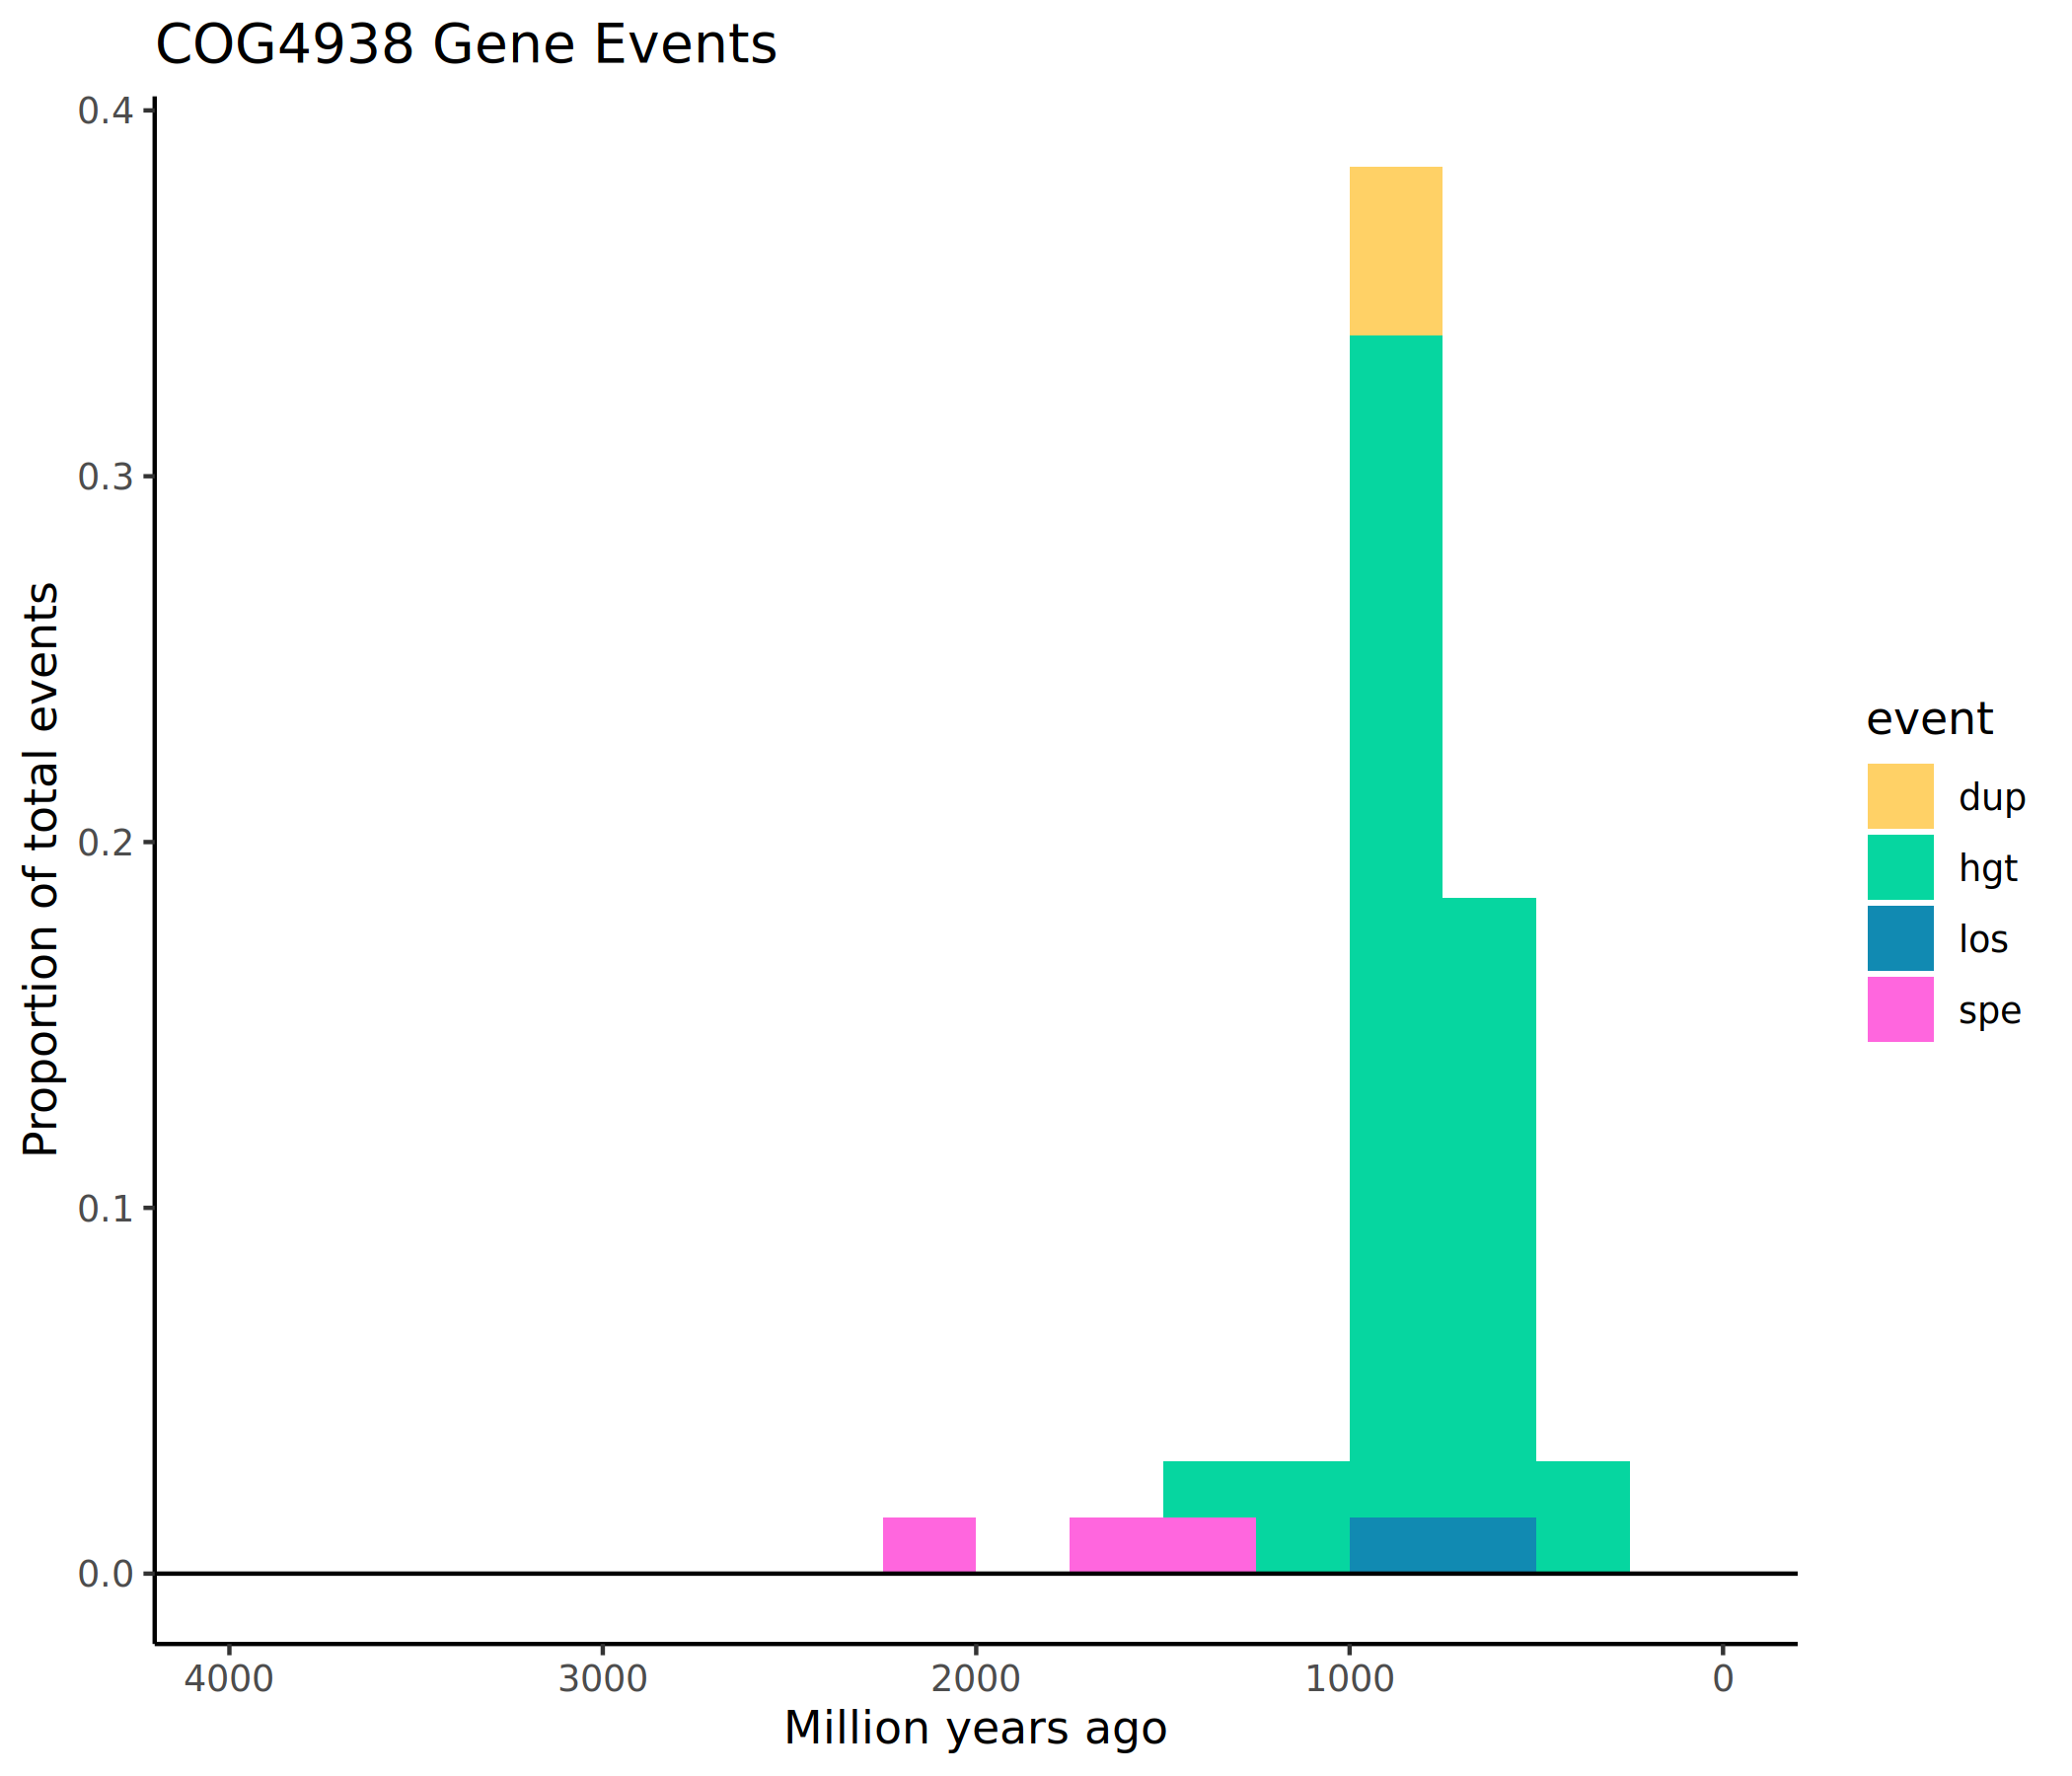 COG4938 Gene Events
0.4
0.3
0.2
0.1
0.0
Proportion of total events
4000 3000 2000 1000 0
Million years ago
event
dup
hgt
los
spe